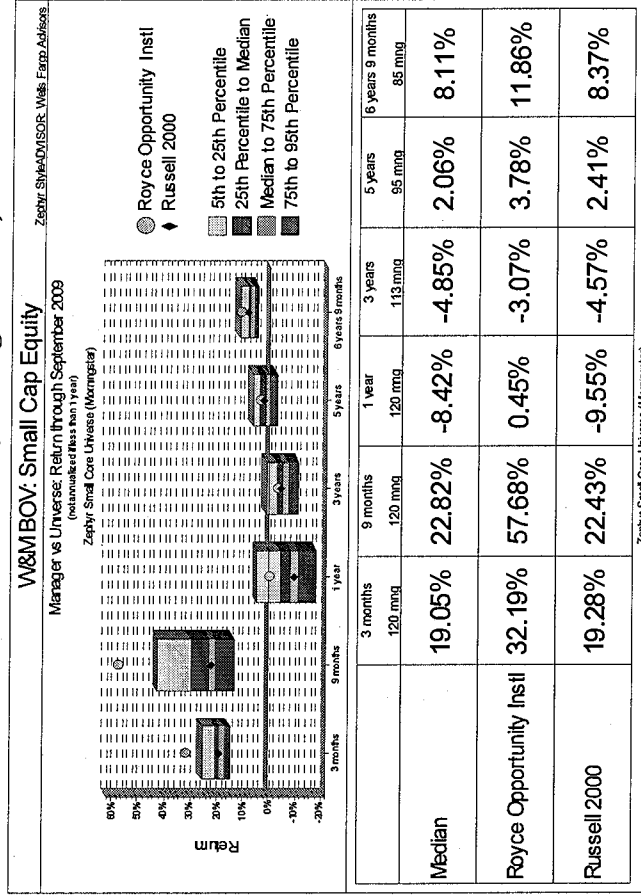 W&M BOV: Small Cap Equity
Zephyr StyleADVISOR: Wells Fargo Advisors
Manager vs Universe: Return through September 2009
(not annualized if less than 1 year)
Zephyr Small Core Universe (Morningstar)
Return
60%
50%
40%
30%
20%
10%
0%
-10%
-20%
3 months
9 months
1 year
3 years
5 years
6 years 9 months
Royce Opportunity Instl
Russell 2000
5th to 25th Percentile
25th Percentile to Median
Median to 75th Percentile
75th to 95th Percentile
3 months 9 months 1 year 3 years 5 years 6 years 9 months
120 mng 120 mng 120 mng 113 mng 95 mng 85 mng
Median 19.05% 22.82% -8.42% -4.85% 2.06% 8.11%
Royce Opportunity Instl 32.19% 57.68% 0.45% -3.07% 3.78% 11.86%
Russell 2000 19.28% 22.43% -9.55% -4.57% 2.41% 8.37%